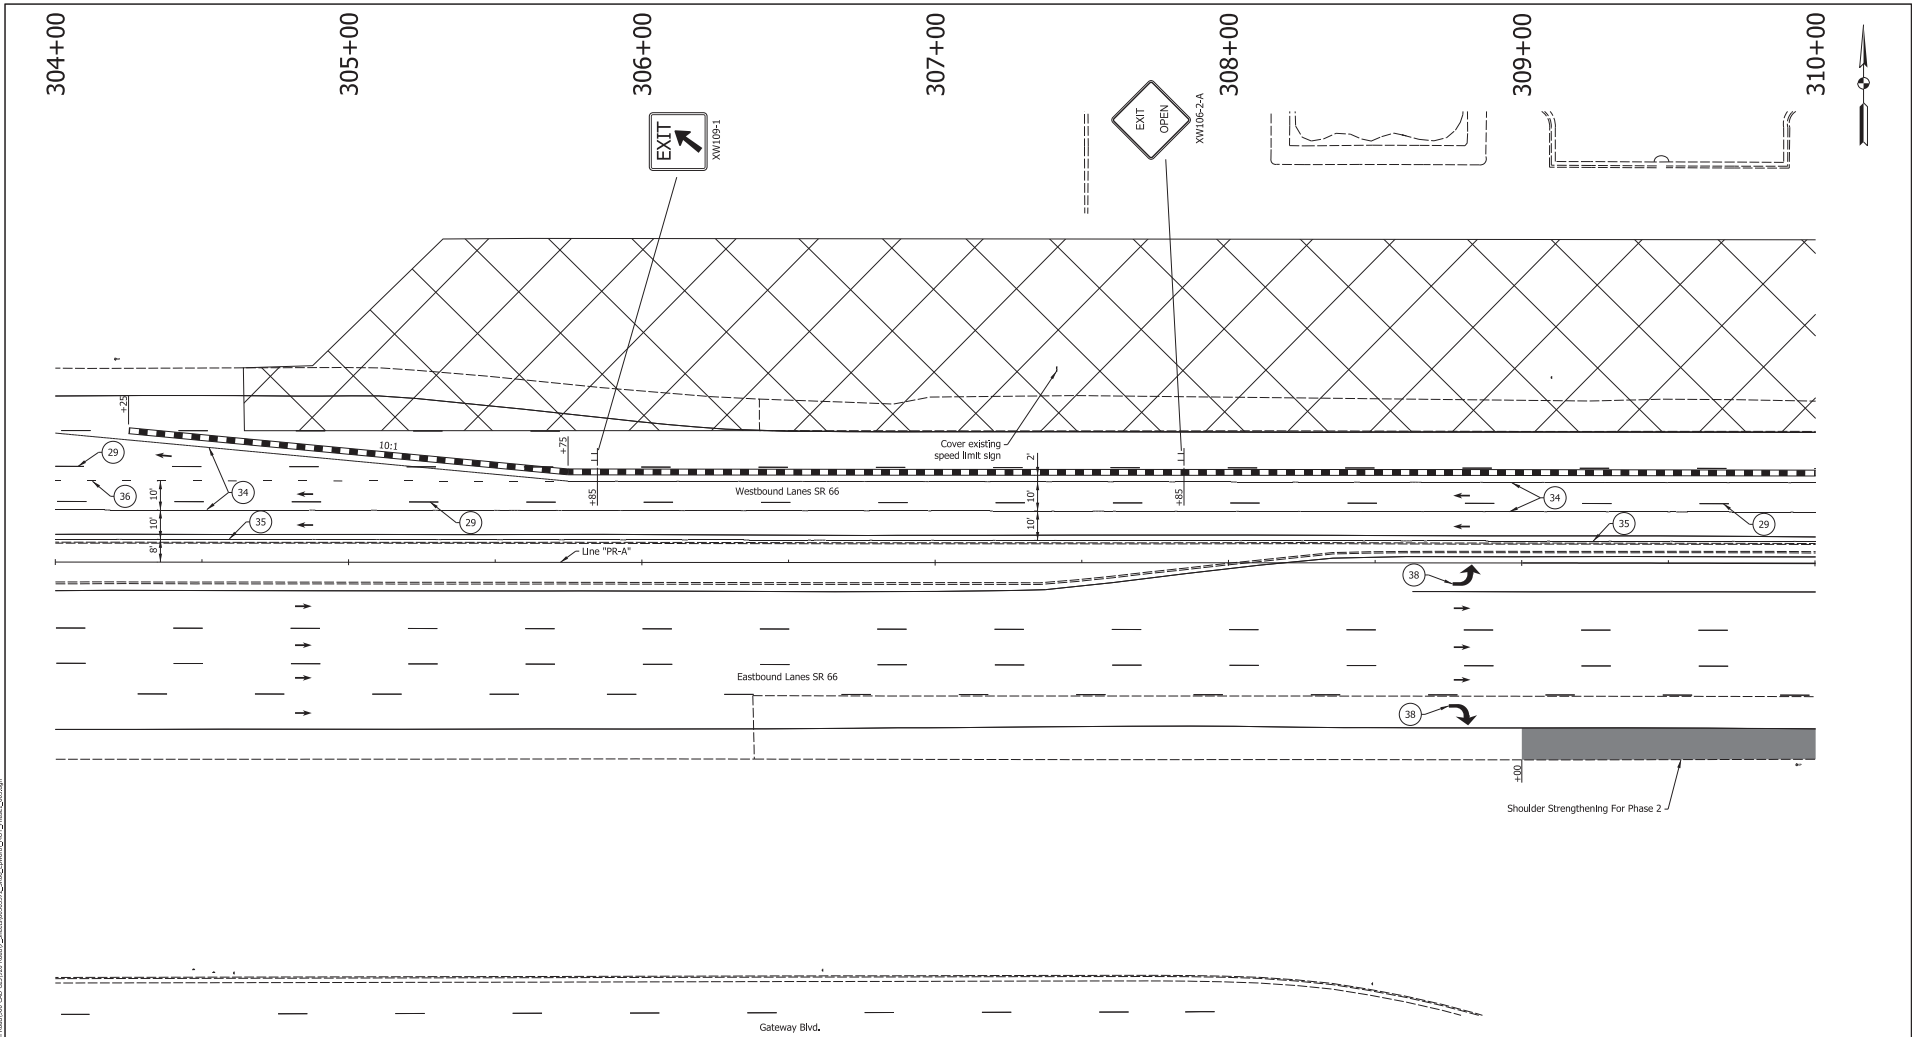 304+00
305+00
306+00
307+00
308+00
309+00
310+00
EXIT
XW109-1
EXIT
OPEN
XW106-2-A
+25
10:1
+75
Cover existing
speed limit sign
29
36
34
10'
10'
8'
35
29
+85
Westbound Lanes SR 66
2'
10'
10'
+85
34
29
35
Line "PR-A"
38
Eastbound Lanes SR 66
38
+00
Shoulder Strengthening For Phase 2
Gateway Blvd.